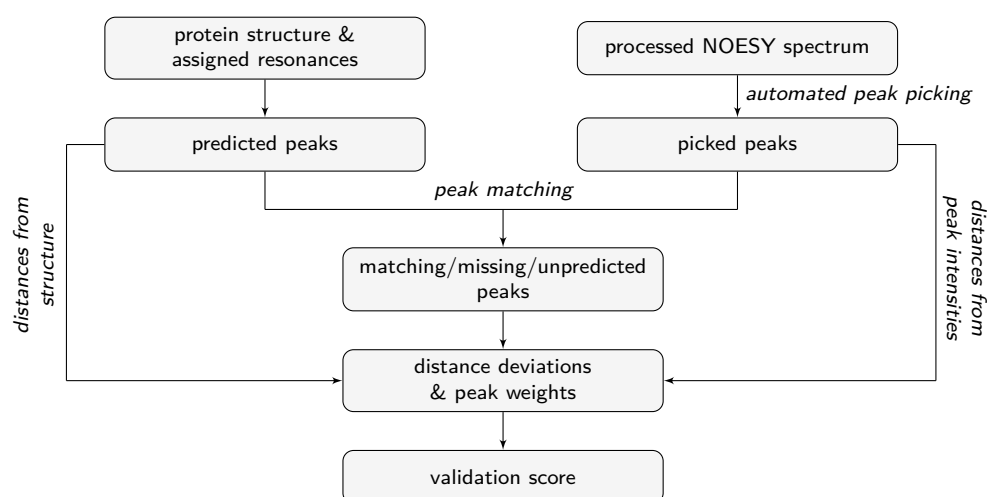 protein structure &
assigned resonances
processed NOESY spectrum
automated peak picking
predicted peaks
picked peaks
peak matching
distances from
structure
distances from
peak intensities
matching/missing/unpredicted
peaks
distance deviations
& peak weights
validation score